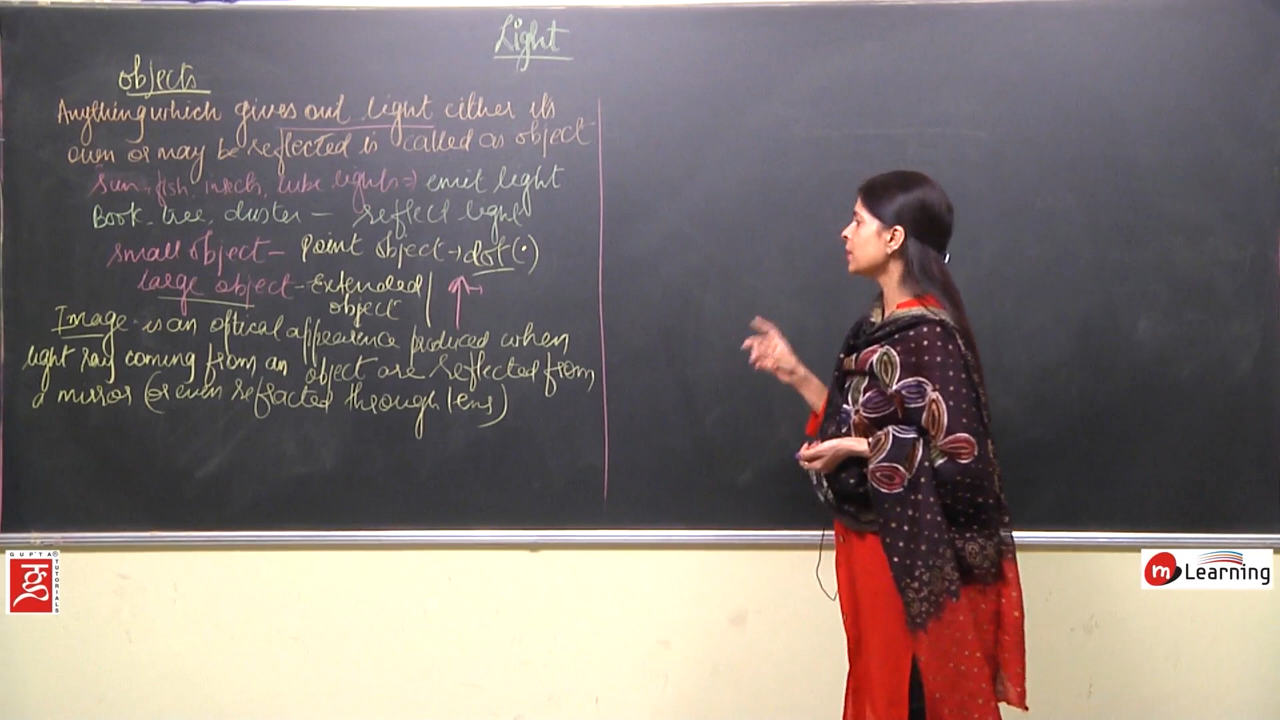 Light
objects
Anything which gives out light either its
own or may be reflected is called as object
Sun, fish, insects, tube lights => emit light
Book, tree, duster - reflect light
small object - point object → dot (.)
large object - Extended
object
Image is an optical appearence produced when
light ray coming from an object are reflected from
a mirror (or even refracted through lens)
GUPTA
TUTORIALS
m Learning